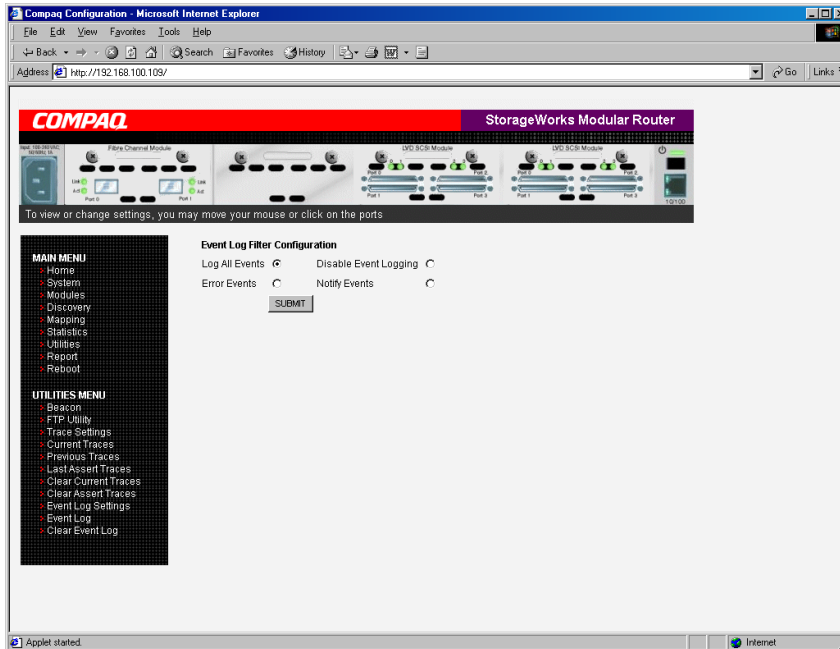 Compaq Configuration - Microsoft Internet Explorer
File Edit View Favorites Tools Help
Back Search Favorites History
Address http://192.168.100.109/ Go Links
COMPAQ StorageWorks Modular Router
Fibre Channel Module LVD SCSI Module LVD SCSI Module
Port 0 Port 2 Port 0 Port 2
Link Link
Act Act
Port 0 Port 1 Port 1 Port 3 Port 1 Port 3 10/100
To view or change settings, you may move your mouse or click on the ports
MAIN MENU
Home
System
Modules
Discovery
Mapping
Statistics
Utilities
Report
Reboot
UTILITIES MENU
Beacon
FTP Utility
Trace Settings
Current Traces
Previous Traces
Last Assert Traces
Clear Current Traces
Clear Assert Traces
Event Log Settings
Event Log
Clear Event Log
Event Log Filter Configuration
Log All Events Disable Event Logging
Error Events Notify Events
SUBMIT
Applet started. Internet